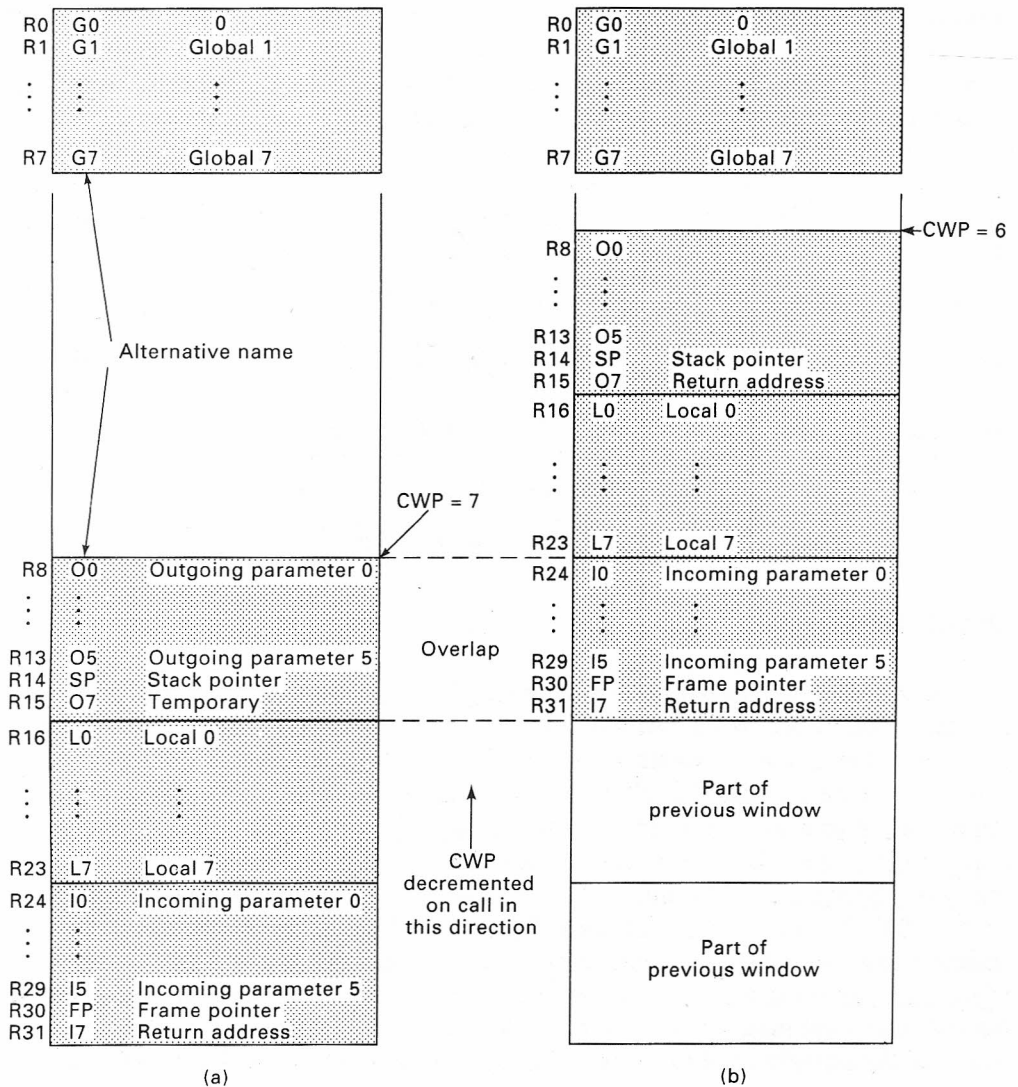 R0 G0 0
R1 G1 Global 1
R7 G7 Global 7
Alternative name
CWP = 7
R8 O0 Outgoing parameter 0
R13 O5 Outgoing parameter 5
R14 SP Stack pointer
R15 O7 Temporary
R16 L0 Local 0
R23 L7 Local 7
R24 I0 Incoming parameter 0
R29 I5 Incoming parameter 5
R30 FP Frame pointer
R31 I7 Return address
(a)
Overlap
CWP
decremented
on call in
this direction
R0 G0 0
R1 G1 Global 1
R7 G7 Global 7
CWP = 6
R8 O0
R13 O5
R14 SP Stack pointer
R15 O7 Return address
R16 L0 Local 0
R23 L7 Local 7
R24 I0 Incoming parameter 0
R29 I5 Incoming parameter 5
R30 FP Frame pointer
R31 I7 Return address
Part of
previous window
Part of
previous window
(b)